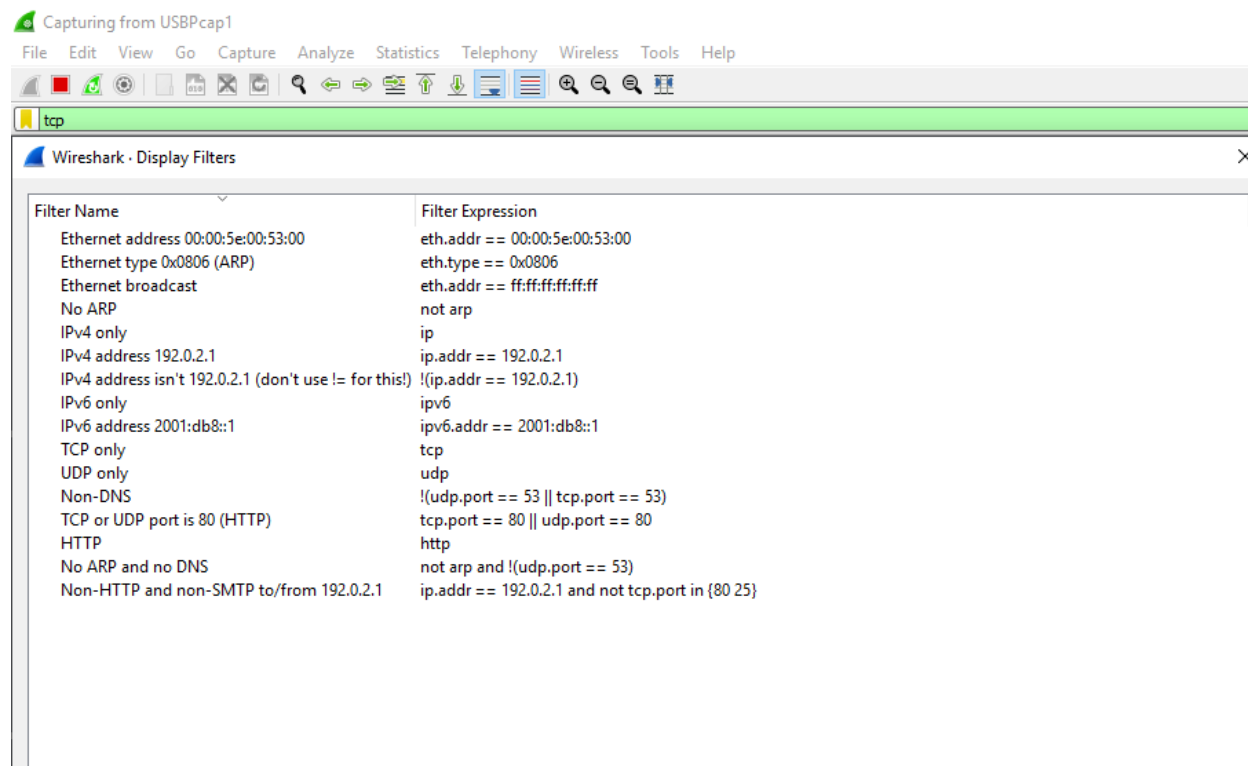 Capturing from USBPcap1
File Edit View Go Capture Analyze Statistics Telephony Wireless Tools Help
tcp
Wireshark · Display Filters
Filter Name Filter Expression
Ethernet address 00:00:5e:00:53:00 eth.addr == 00:00:5e:00:53:00
Ethernet type 0x0806 (ARP) eth.type == 0x0806
Ethernet broadcast eth.addr == ff:ff:ff:ff:ff:ff
No ARP not arp
IPv4 only ip
IPv4 address 192.0.2.1 ip.addr == 192.0.2.1
IPv4 address isn't 192.0.2.1 (don't use != for this!) !(ip.addr == 192.0.2.1)
IPv6 only ipv6
IPv6 address 2001:db8::1 ipv6.addr == 2001:db8::1
TCP only tcp
UDP only udp
Non-DNS !(udp.port == 53 || tcp.port == 53)
TCP or UDP port is 80 (HTTP) tcp.port == 80 || udp.port == 80
HTTP http
No ARP and no DNS not arp and !(udp.port == 53)
Non-HTTP and non-SMTP to/from 192.0.2.1 ip.addr == 192.0.2.1 and not tcp.port in {80 25}